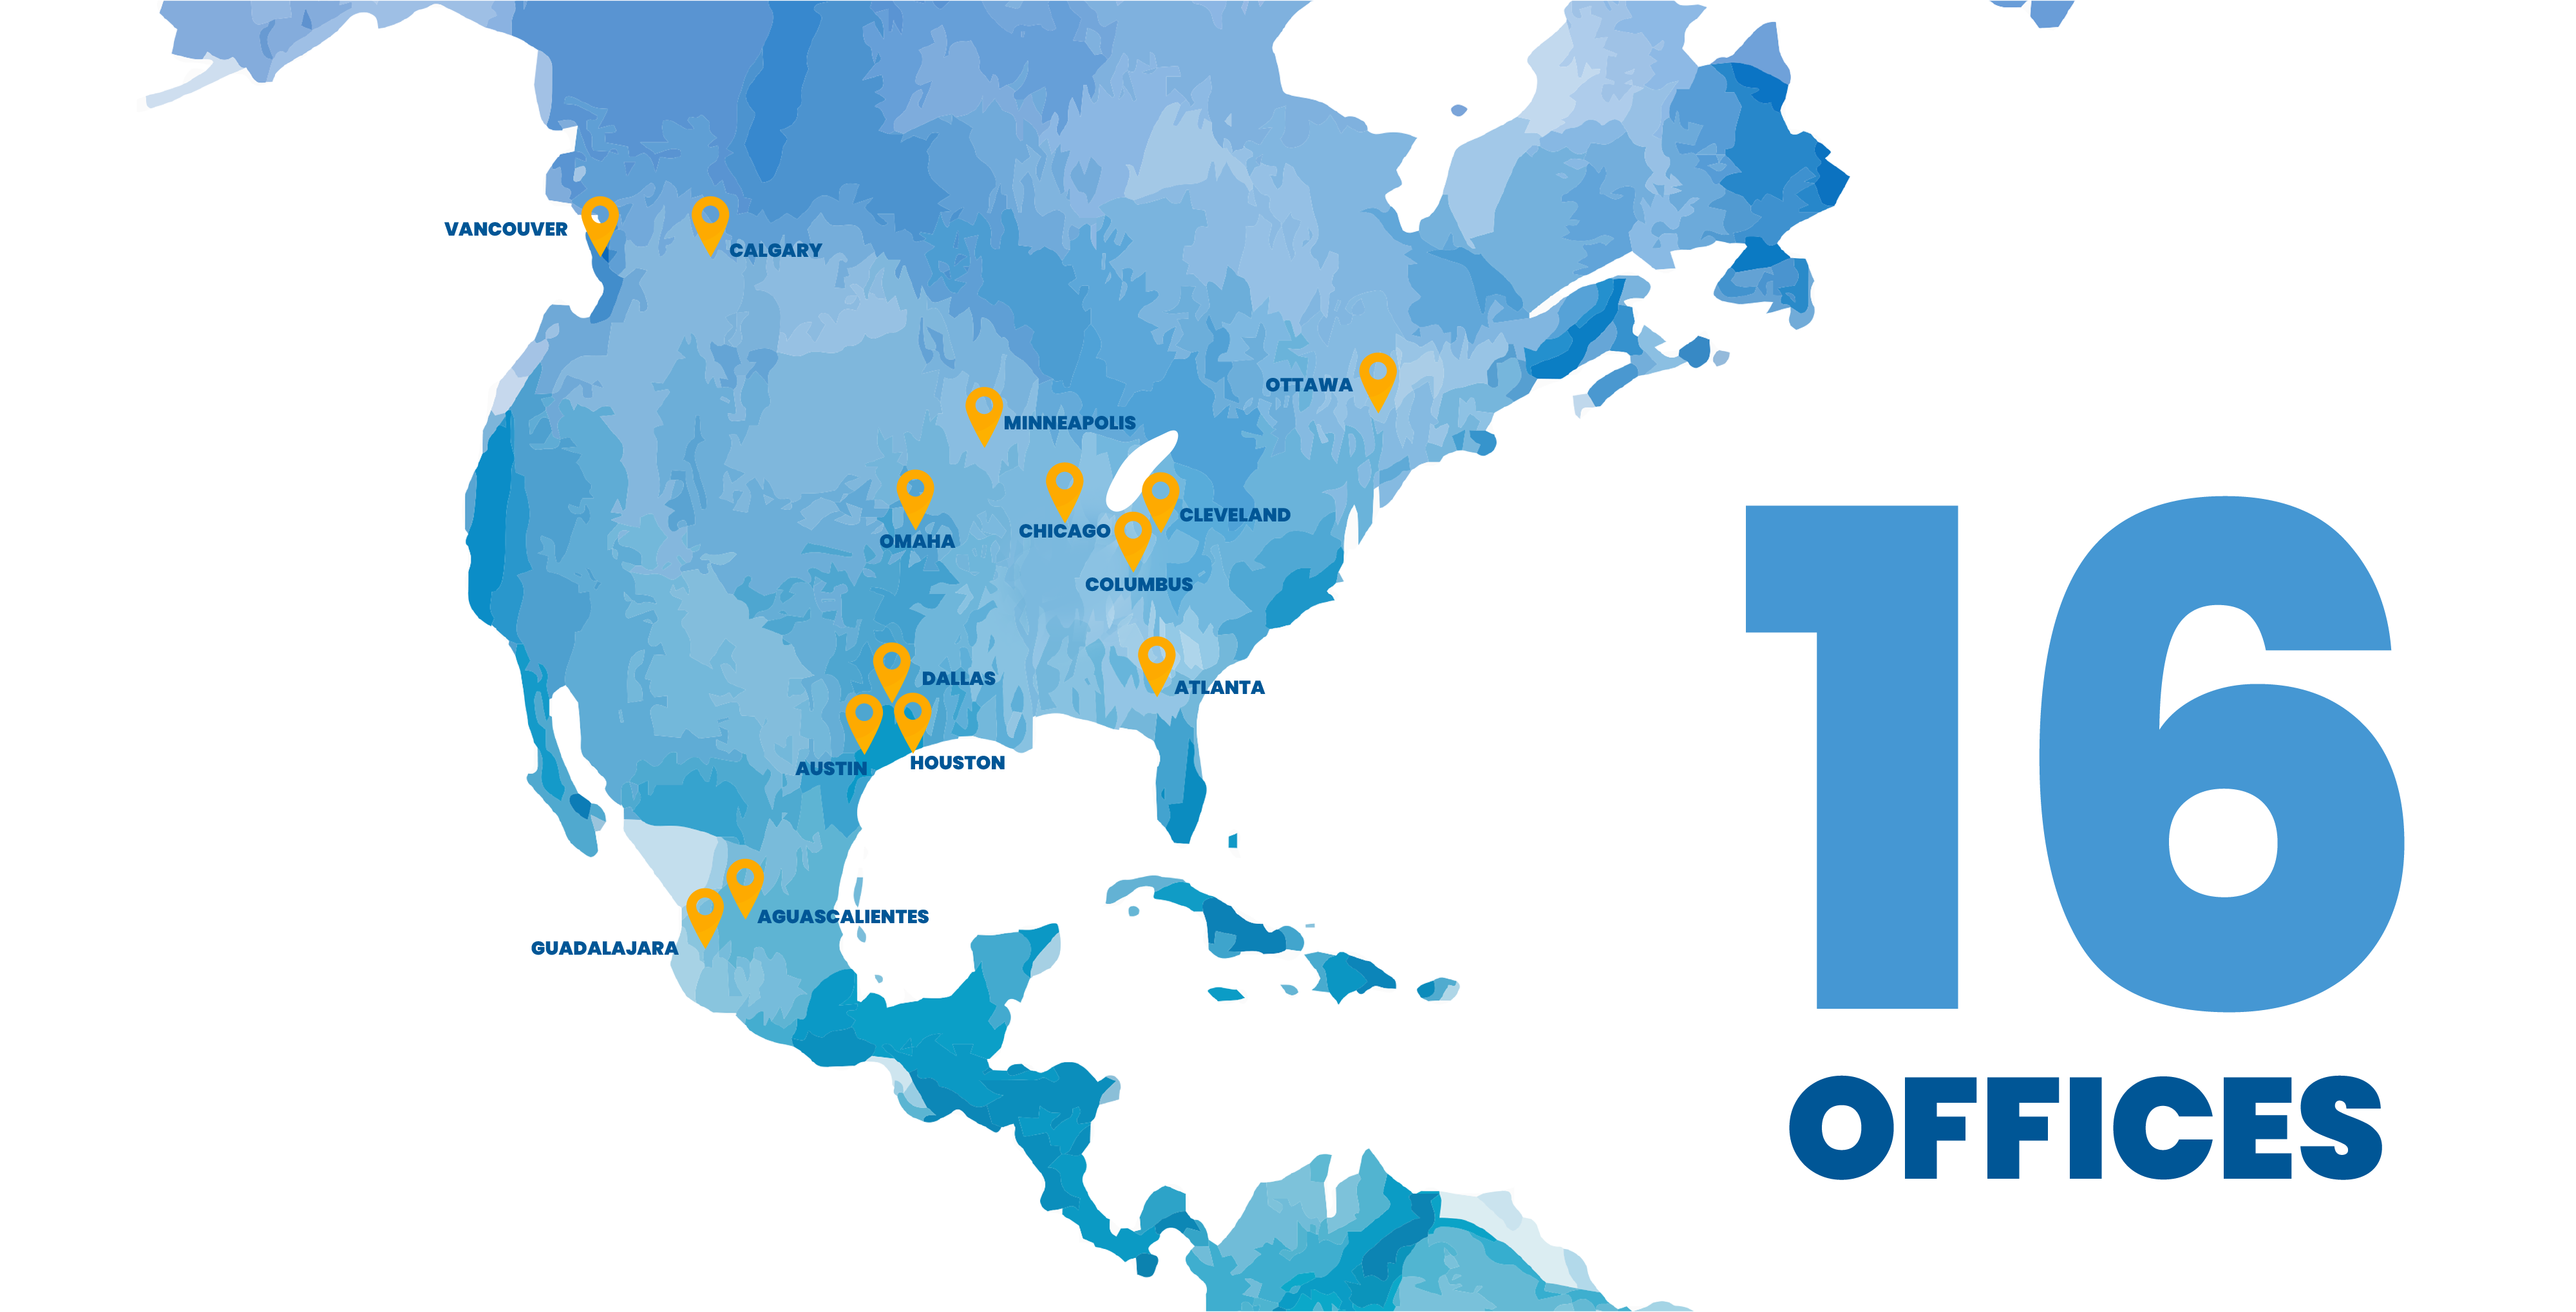 VANCOUVER
CALGARY
OTTAWA
MINNEAPOLIS
CLEVELAND
CHICAGO
OMAHA
COLUMBUS
DALLAS
ATLANTA
HOUSTON
AUSTIN
AGUASCALIENTES
GUADALAJARA
16
OFFICES